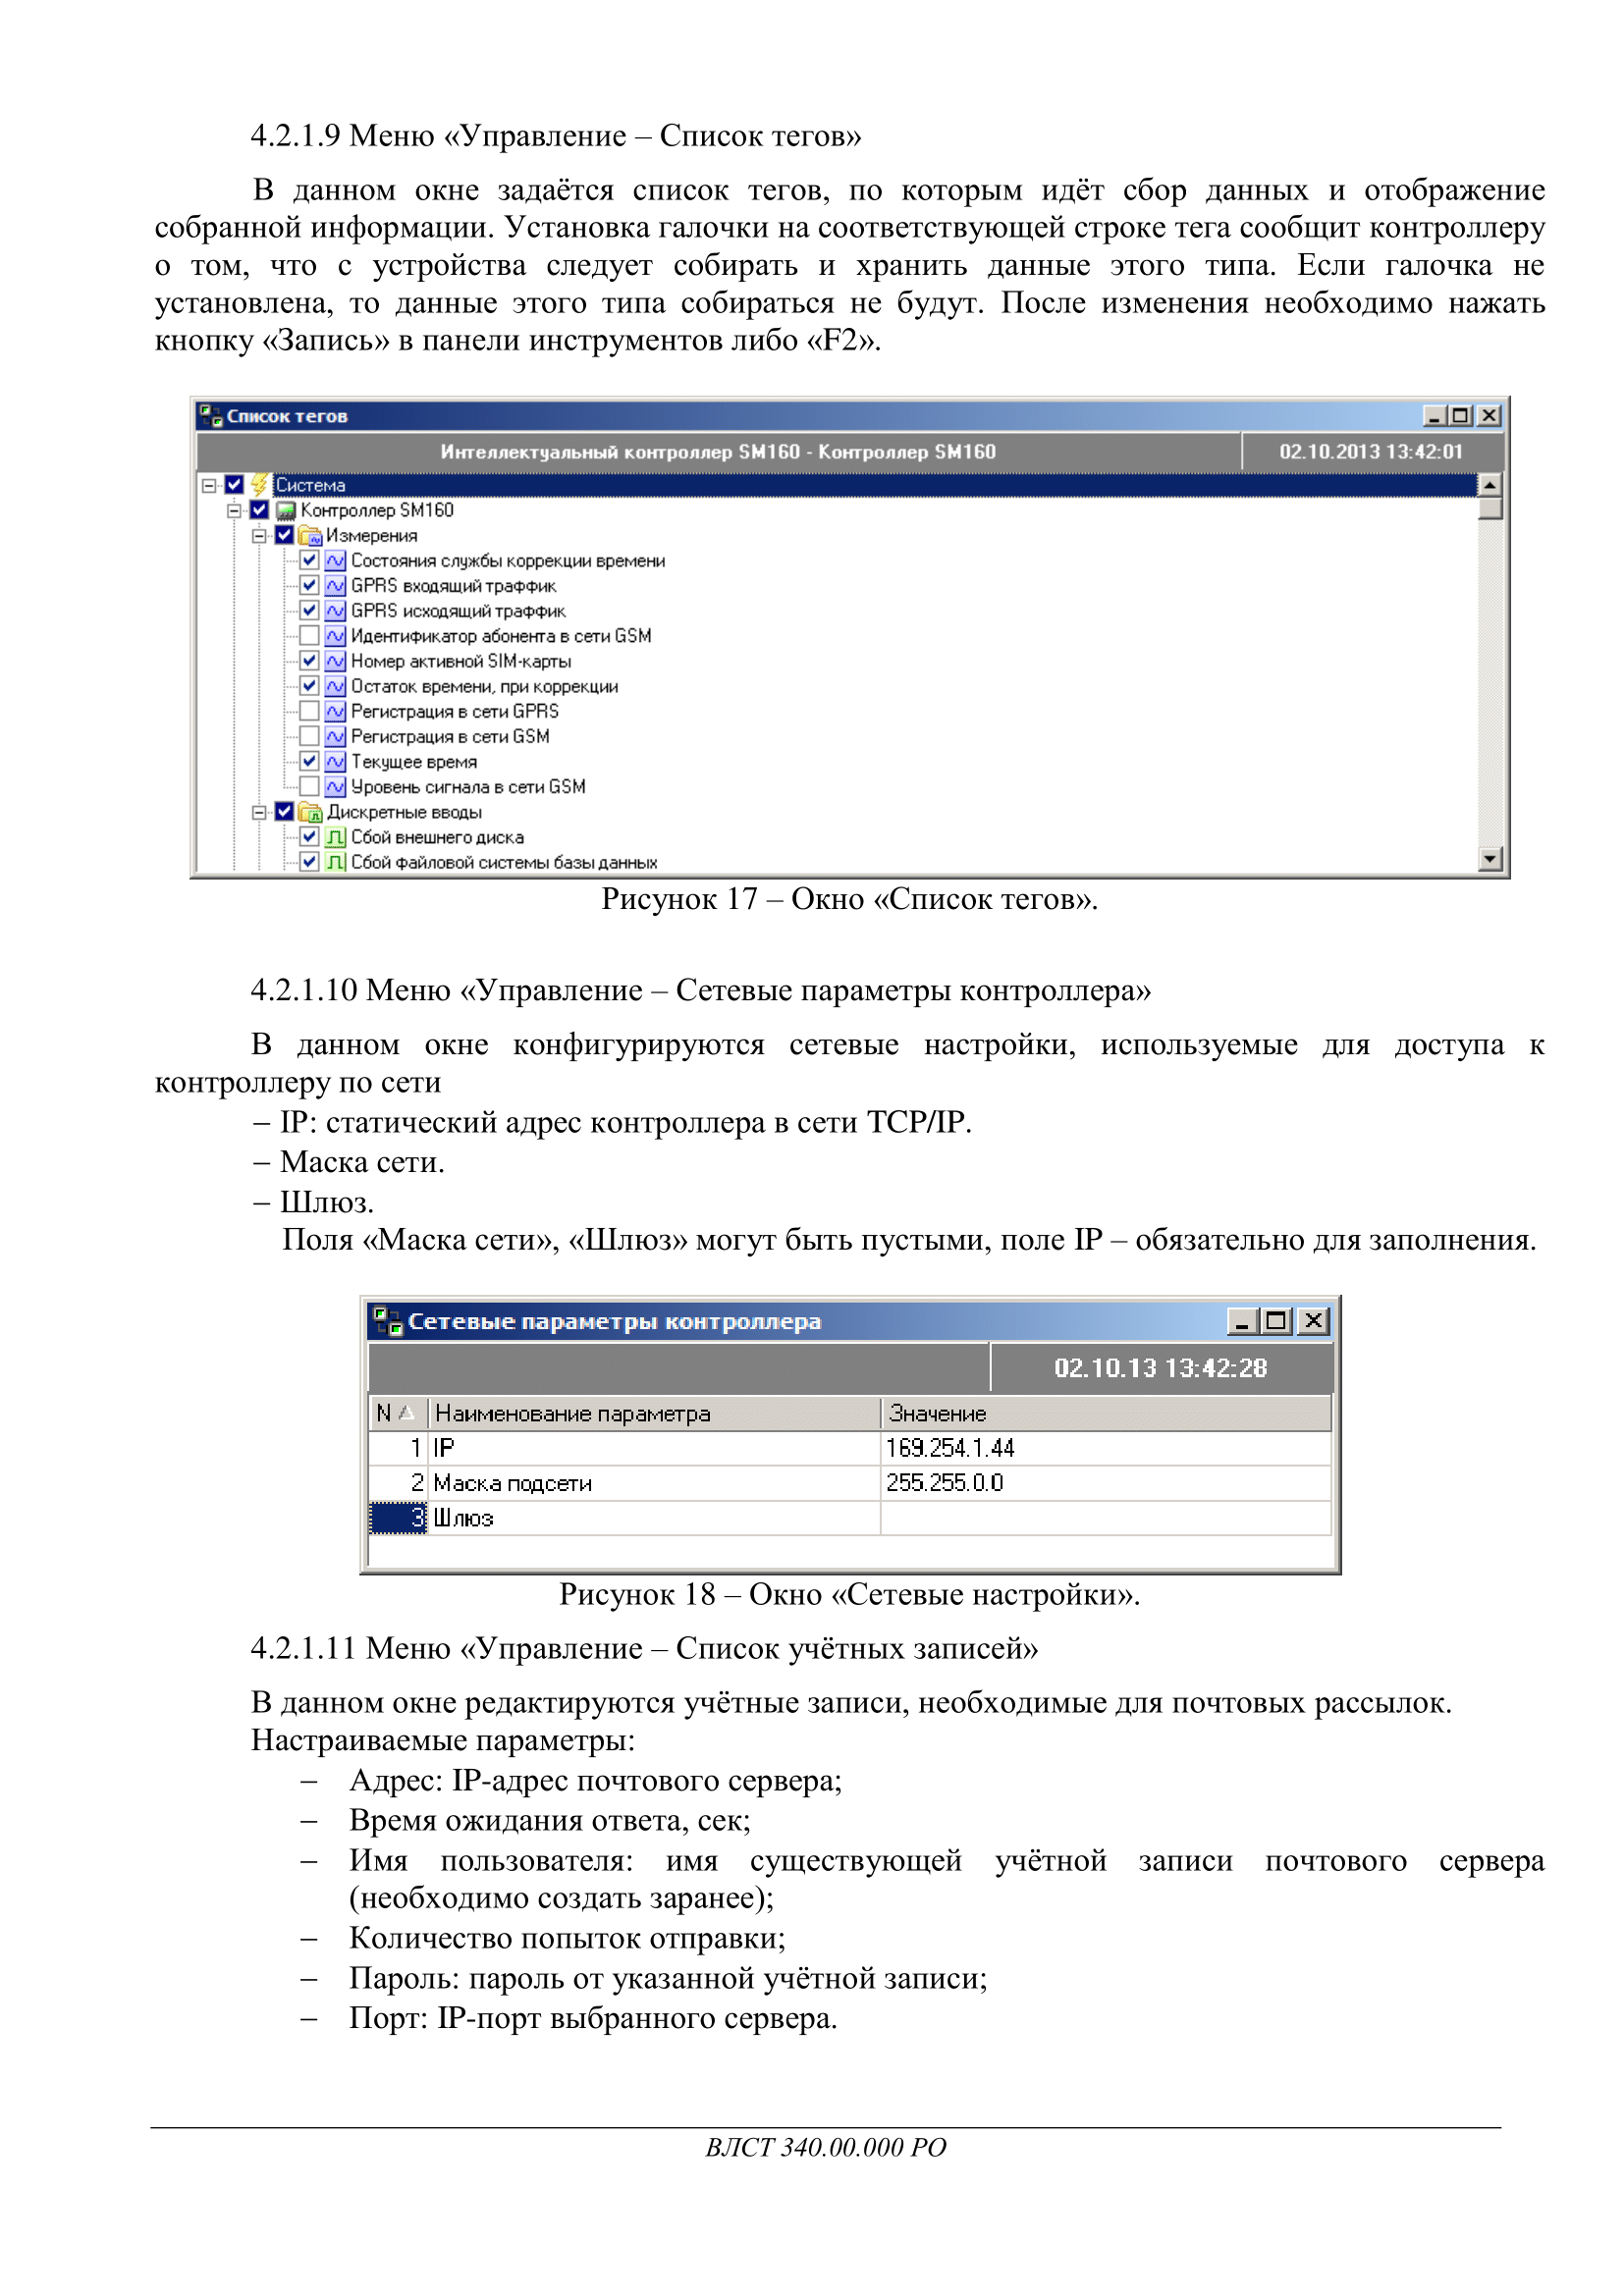 4.2.1.9 Меню «Управление – Список тегов»
В данном окне задаётся список тегов, по которым идёт сбор данных и отображение
собранной информации. Установка галочки на соответствующей строке тега сообщит контроллеру
о том, что с устройства следует собирать и хранить данные этого типа. Если галочка не
установлена, то данные этого типа собираться не будут. После изменения необходимо нажать
кнопку «Запись» в панели инструментов либо «F2».
Список тегов
Интеллектуальный контроллер SM160 - Контроллер SM160 02.10.2013 13:42:01
Система
Контроллер SM160
Измерения
Состояния службы коррекции времени
GPRS входящий траффик
GPRS исходящий траффик
Идентификатор абонента в сети GSM
Номер активной SIM-карты
Остаток времени, при коррекции
Регистрация в сети GPRS
Регистрация в сети GSM
Текущее время
Уровень сигнала в сети GSM
Дискретные вводы
Сбой внешнего диска
Сбой файловой системы базы данных
Рисунок 17 – Окно «Список тегов».
4.2.1.10 Меню «Управление – Сетевые параметры контроллера»
В данном окне конфигурируются сетевые настройки, используемые для доступа к
контроллеру по сети
– IP: статический адрес контроллера в сети TCP/IP.
– Маска сети.
– Шлюз.
Поля «Маска сети», «Шлюз» могут быть пустыми, поле IP – обязательно для заполнения.
Сетевые параметры контроллера
02.10.13 13:42:28
N Наименование параметра Значение
1 IP 169.254.1.44
2 Маска подсети 255.255.0.0
3 Шлюз
Рисунок 18 – Окно «Сетевые настройки».
4.2.1.11 Меню «Управление – Список учётных записей»
В данном окне редактируются учётные записи, необходимые для почтовых рассылок.
Настраиваемые параметры:
– Адрес: IP-адрес почтового сервера;
– Время ожидания ответа, сек;
– Имя пользователя: имя существующей учётной записи почтового сервера
(необходимо создать заранее);
– Количество попыток отправки;
– Пароль: пароль от указанной учётной записи;
– Порт: IP-порт выбранного сервера.
ВЛСТ 340.00.000 РО